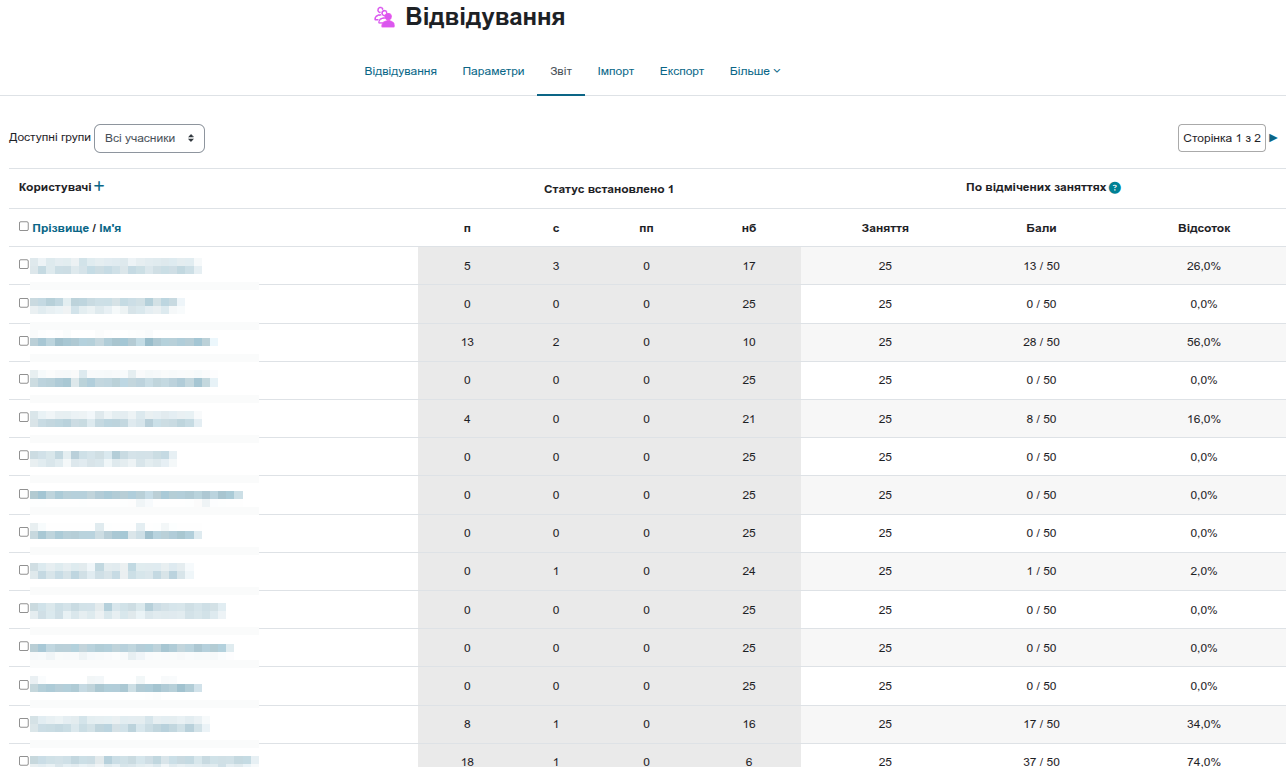 Відвідування
Відвідування Параметри Звіт Імпорт Експорт Більше
Доступні групи Всі учасники Сторінка 1 з 2
Користувачі Статус встановлено 1 По відмічених заняттях
Прізвище / Ім'я п с пп нб Заняття Бали Відсоток
5 3 0 17 25 13 / 50 26,0%
0 0 0 25 25 0 / 50 0,0%
13 2 0 10 25 28 / 50 56,0%
0 0 0 25 25 0 / 50 0,0%
4 0 0 21 25 8 / 50 16,0%
0 0 0 25 25 0 / 50 0,0%
0 0 0 25 25 0 / 50 0,0%
0 0 0 25 25 0 / 50 0,0%
0 1 0 24 25 1 / 50 2,0%
0 0 0 25 25 0 / 50 0,0%
0 0 0 25 25 0 / 50 0,0%
0 0 0 25 25 0 / 50 0,0%
8 1 0 16 25 17 / 50 34,0%
18 1 0 6 25 37 / 50 74,0%